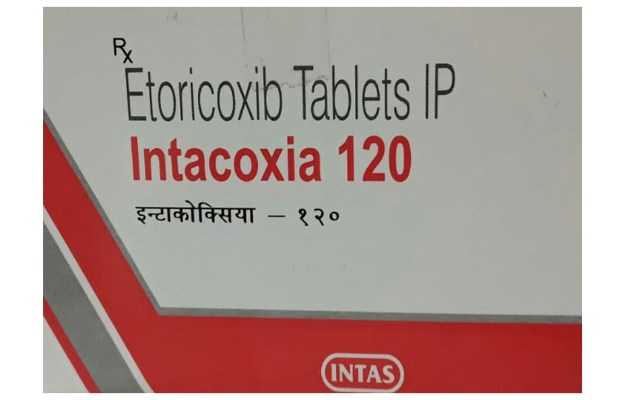 Rx
Etoricoxib Tablets IP
Intacoxia 120
इन्टाकोक्सिया – १२०
INTAS